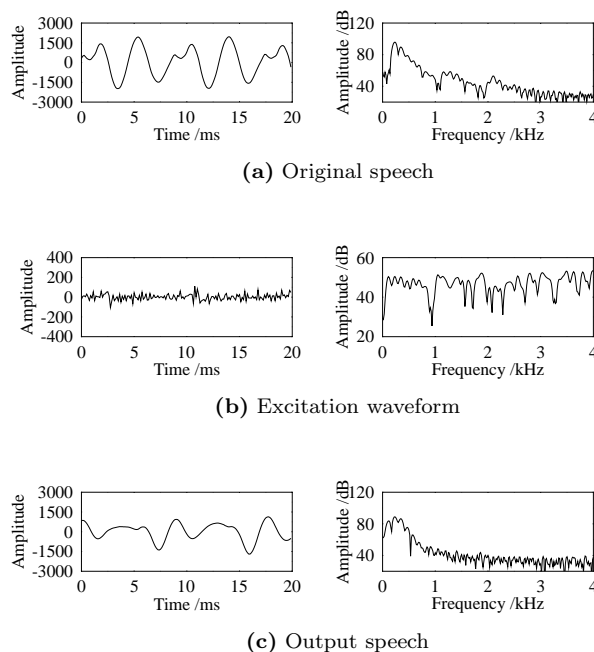 Amplitude
3000
1500
0
-1500
-3000
0 5 10 15 20
Time /ms
Amplitude /dB
120
80
40
0 1 2 3 4
Frequency /kHz
(a) Original speech
Amplitude
400
200
0
-200
-400
0 5 10 15 20
Time /ms
Amplitude /dB
60
40
20
0 1 2 3 4
Frequency /kHz
(b) Excitation waveform
Amplitude
3000
1500
0
-1500
-3000
0 5 10 15 20
Time /ms
Amplitude /dB
120
80
40
0 1 2 3 4
Frequency /kHz
(c) Output speech